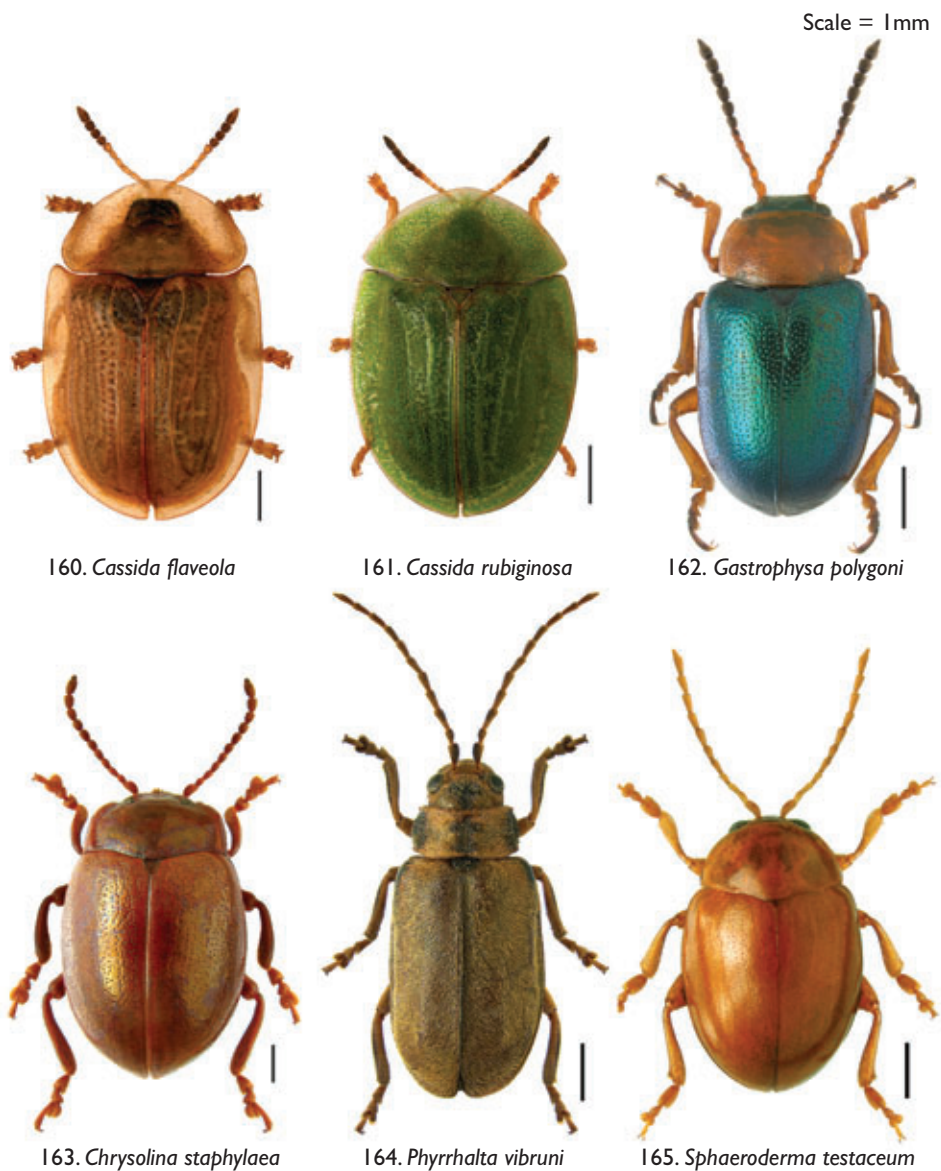 Scale = 1mm
160. Cassida flaveola
161. Cassida rubiginosa
162. Gastrophysa polygoni
163. Chrysolina staphylaea
164. Phyrrhalta vibruni
165. Sphaeroderma testaceum